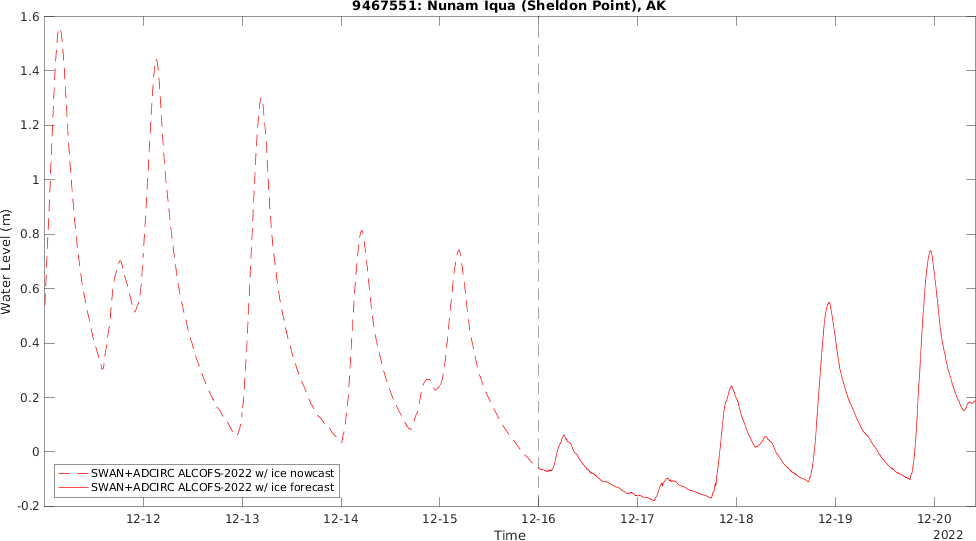 9467551: Nunam Iqua (Sheldon Point), AK
1.6
1.4
1.2
1
0.8
0.6
0.4
0.2
0
-0.2
Water Level (m)
SWAN+ADCIRC ALCOFS-2022 w/ ice nowcast
SWAN+ADCIRC ALCOFS-2022 w/ ice forecast
12-12 12-13 12-14 12-15 12-16 12-17 12-18 12-19 12-20
Time
2022